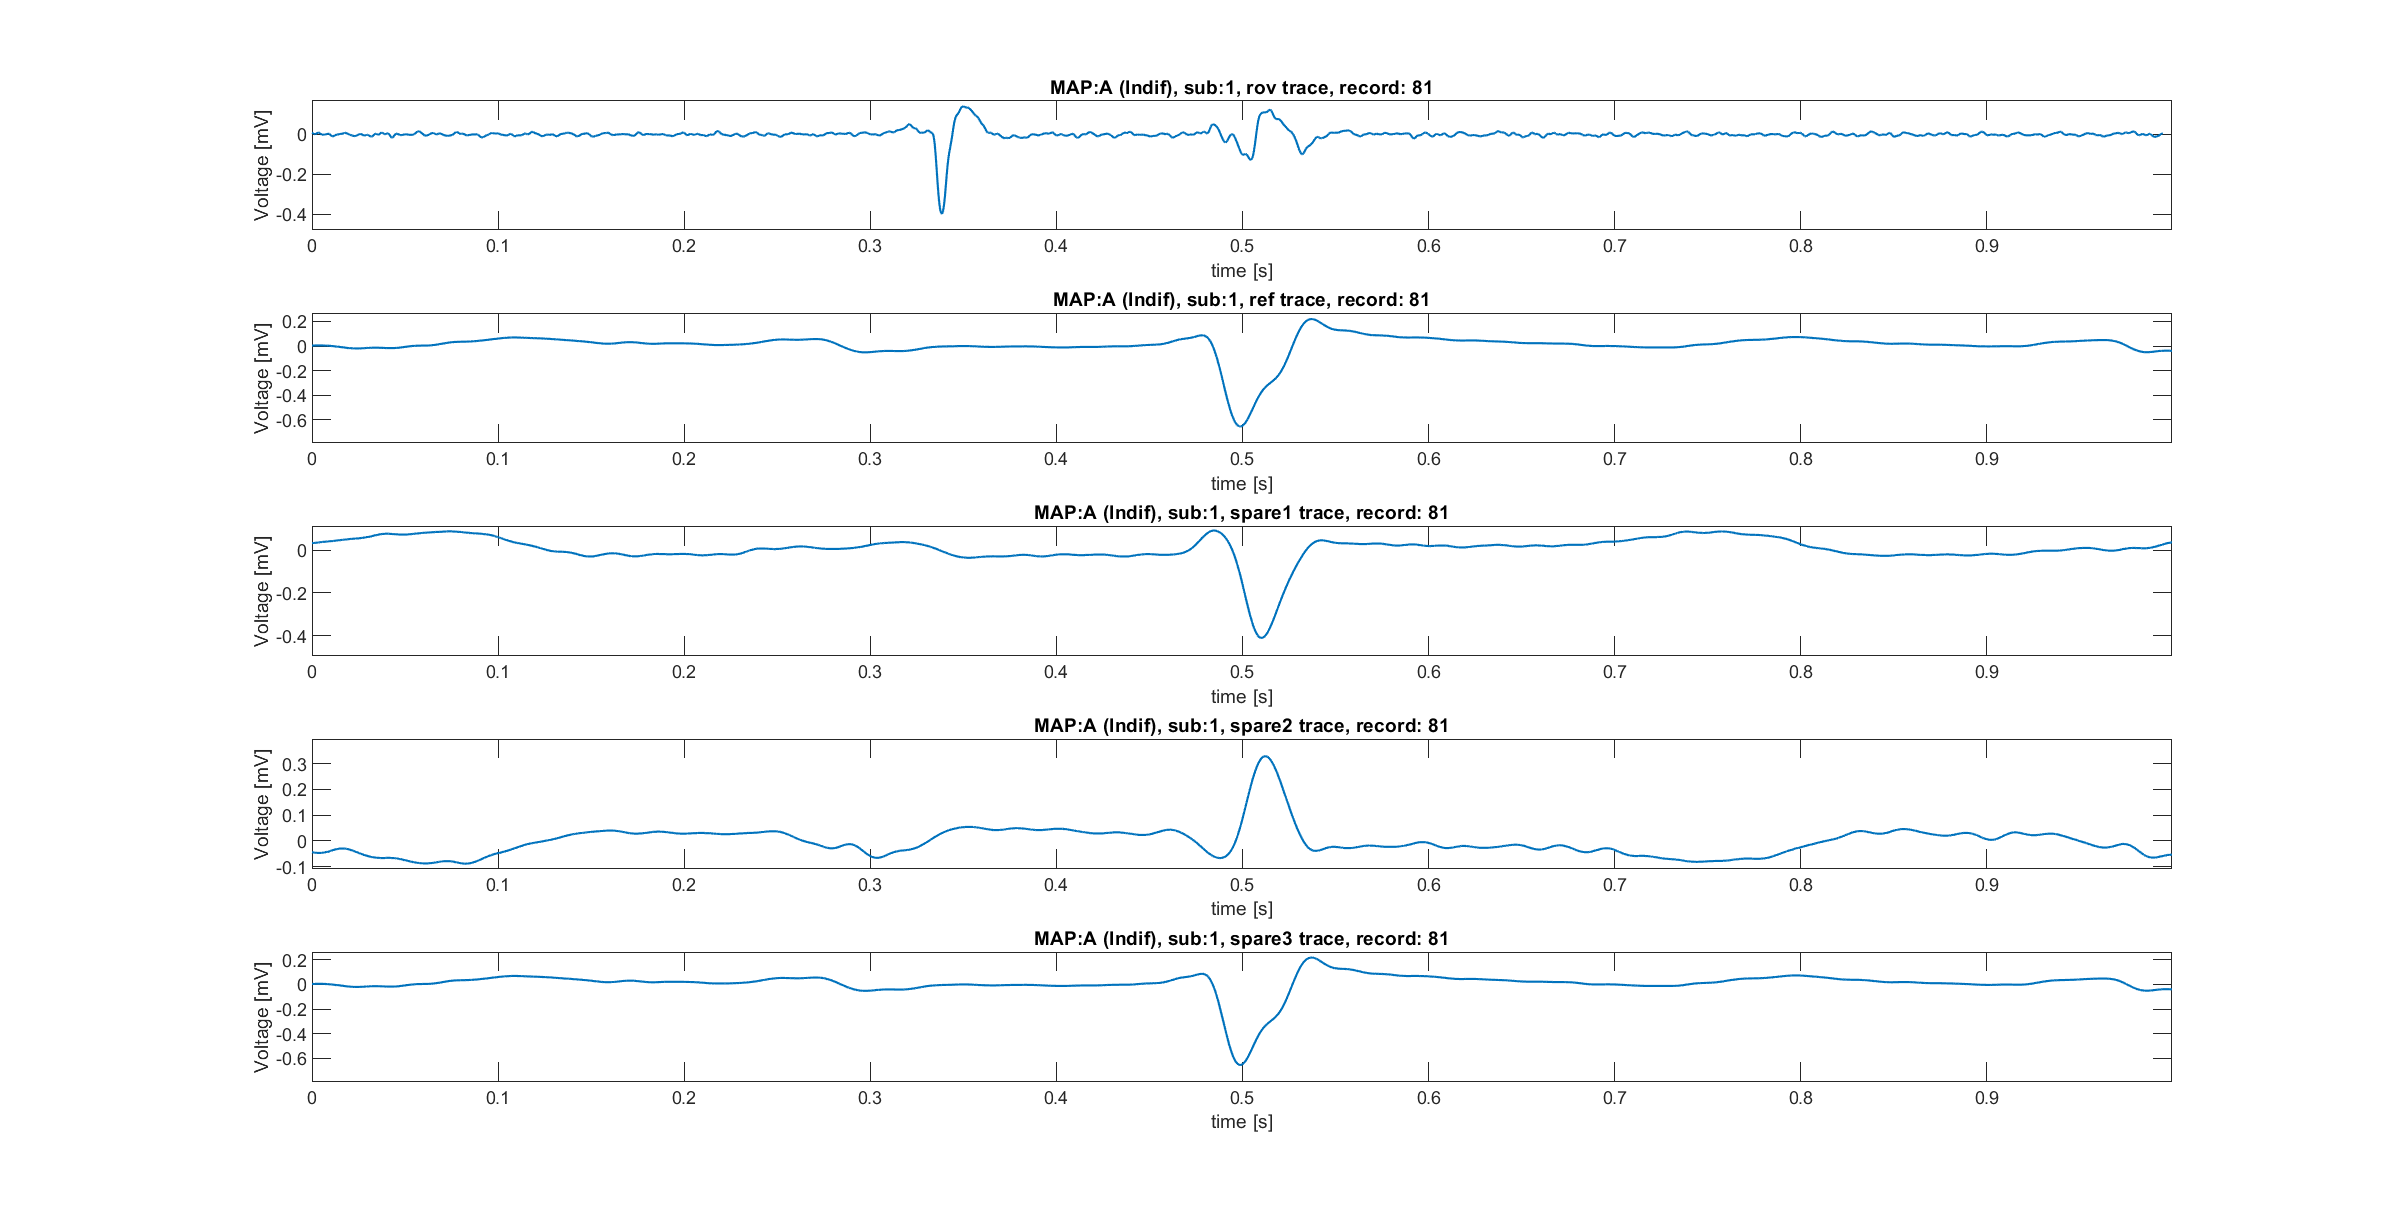 MAP:A (Indif), sub:1, rov trace, record: 81
Voltage [mV]
0
-0.2
-0.4
0 0.1 0.2 0.3 0.4 0.5 0.6 0.7 0.8 0.9
time [s]
MAP:A (Indif), sub:1, ref trace, record: 81
Voltage [mV]
0.2
0
-0.2
-0.4
-0.6
0 0.1 0.2 0.3 0.4 0.5 0.6 0.7 0.8 0.9
time [s]
MAP:A (Indif), sub:1, spare1 trace, record: 81
Voltage [mV]
0
-0.2
-0.4
0 0.1 0.2 0.3 0.4 0.5 0.6 0.7 0.8 0.9
time [s]
MAP:A (Indif), sub:1, spare2 trace, record: 81
Voltage [mV]
0.3
0.2
0.1
0
-0.1
0 0.1 0.2 0.3 0.4 0.5 0.6 0.7 0.8 0.9
time [s]
MAP:A (Indif), sub:1, spare3 trace, record: 81
Voltage [mV]
0.2
0
-0.2
-0.4
-0.6
0 0.1 0.2 0.3 0.4 0.5 0.6 0.7 0.8 0.9
time [s]